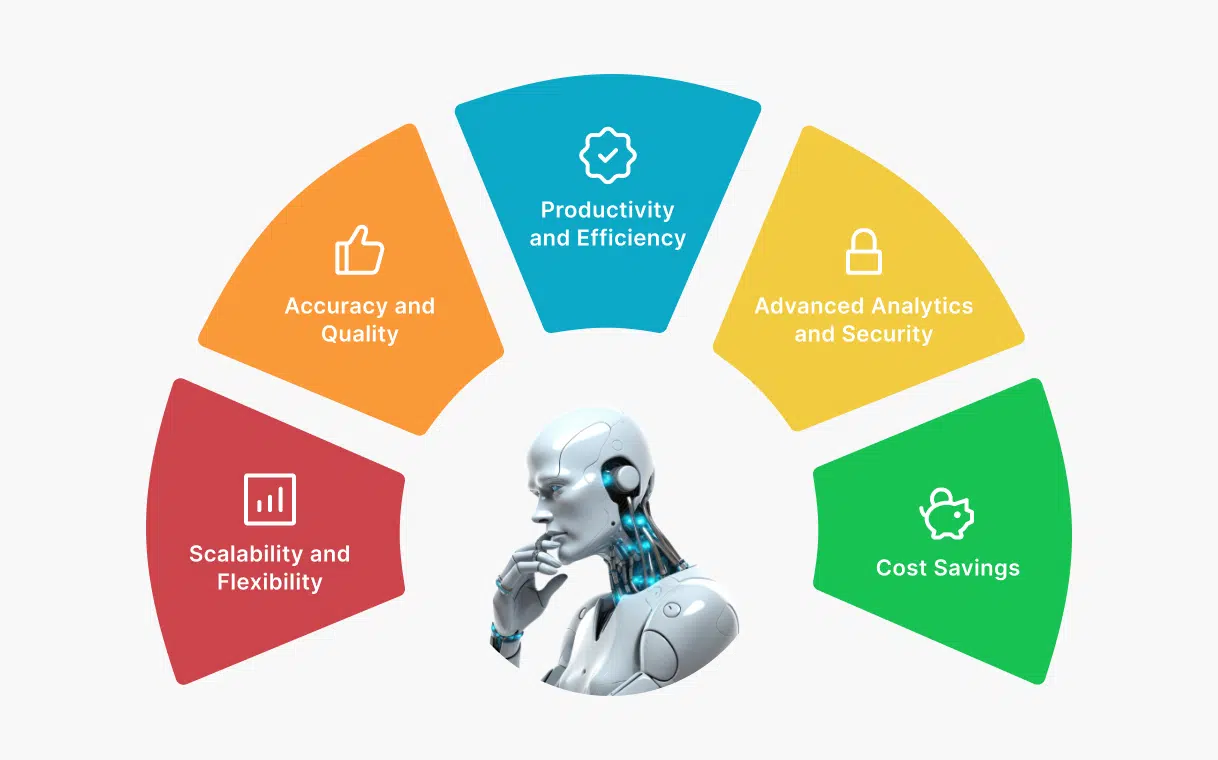 Productivity
and Efficiency
Accuracy and
Quality
Advanced Analytics
and Security
Scalability and
Flexibility
Cost Savings